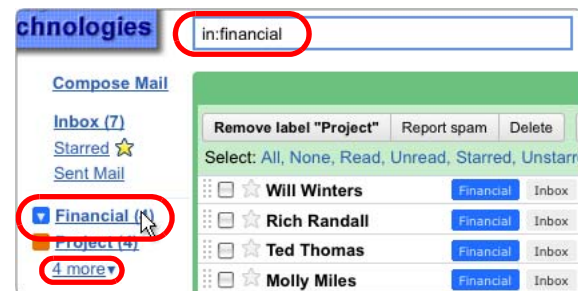 chnologies
in:financial
Compose Mail
Inbox (7)
Starred
Sent Mail
Financial (4)
Project (4)
4 more▾
Remove label "Project" Report spam Delete
Select: All, None, Read, Unread, Starred, Unstarr
Will Winters Financial Inbox
Rich Randall Financial Inbox
Ted Thomas Financial Inbox
Molly Miles Financial Inbox